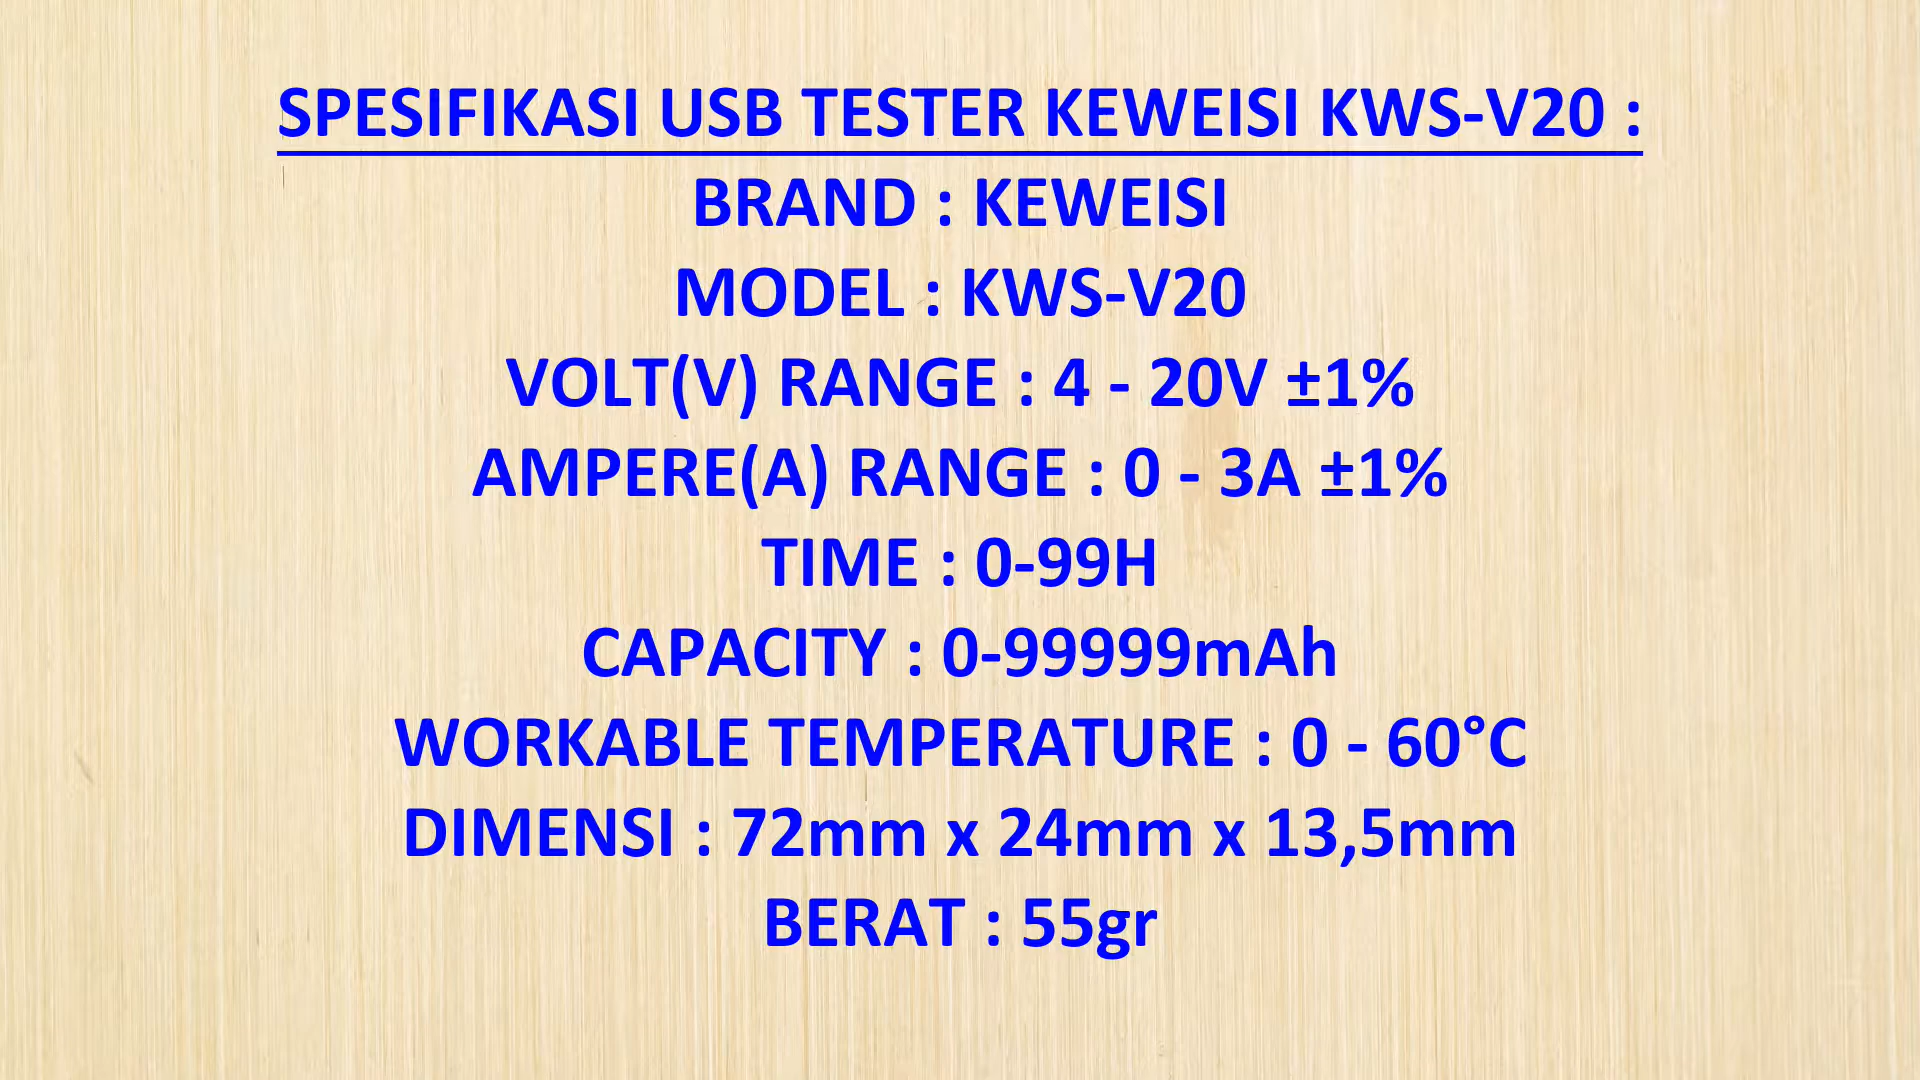 SPESIFIKASI USB TESTER KEWEISI KWS-V20 :
BRAND : KEWEISI
MODEL : KWS-V20
VOLT(V) RANGE : 4 - 20V ±1%
AMPERE(A) RANGE : 0 - 3A ±1%
TIME : 0-99H
CAPACITY : 0-99999mAh
WORKABLE TEMPERATURE : 0 - 60°C
DIMENSI : 72mm x 24mm x 13,5mm
BERAT : 55gr